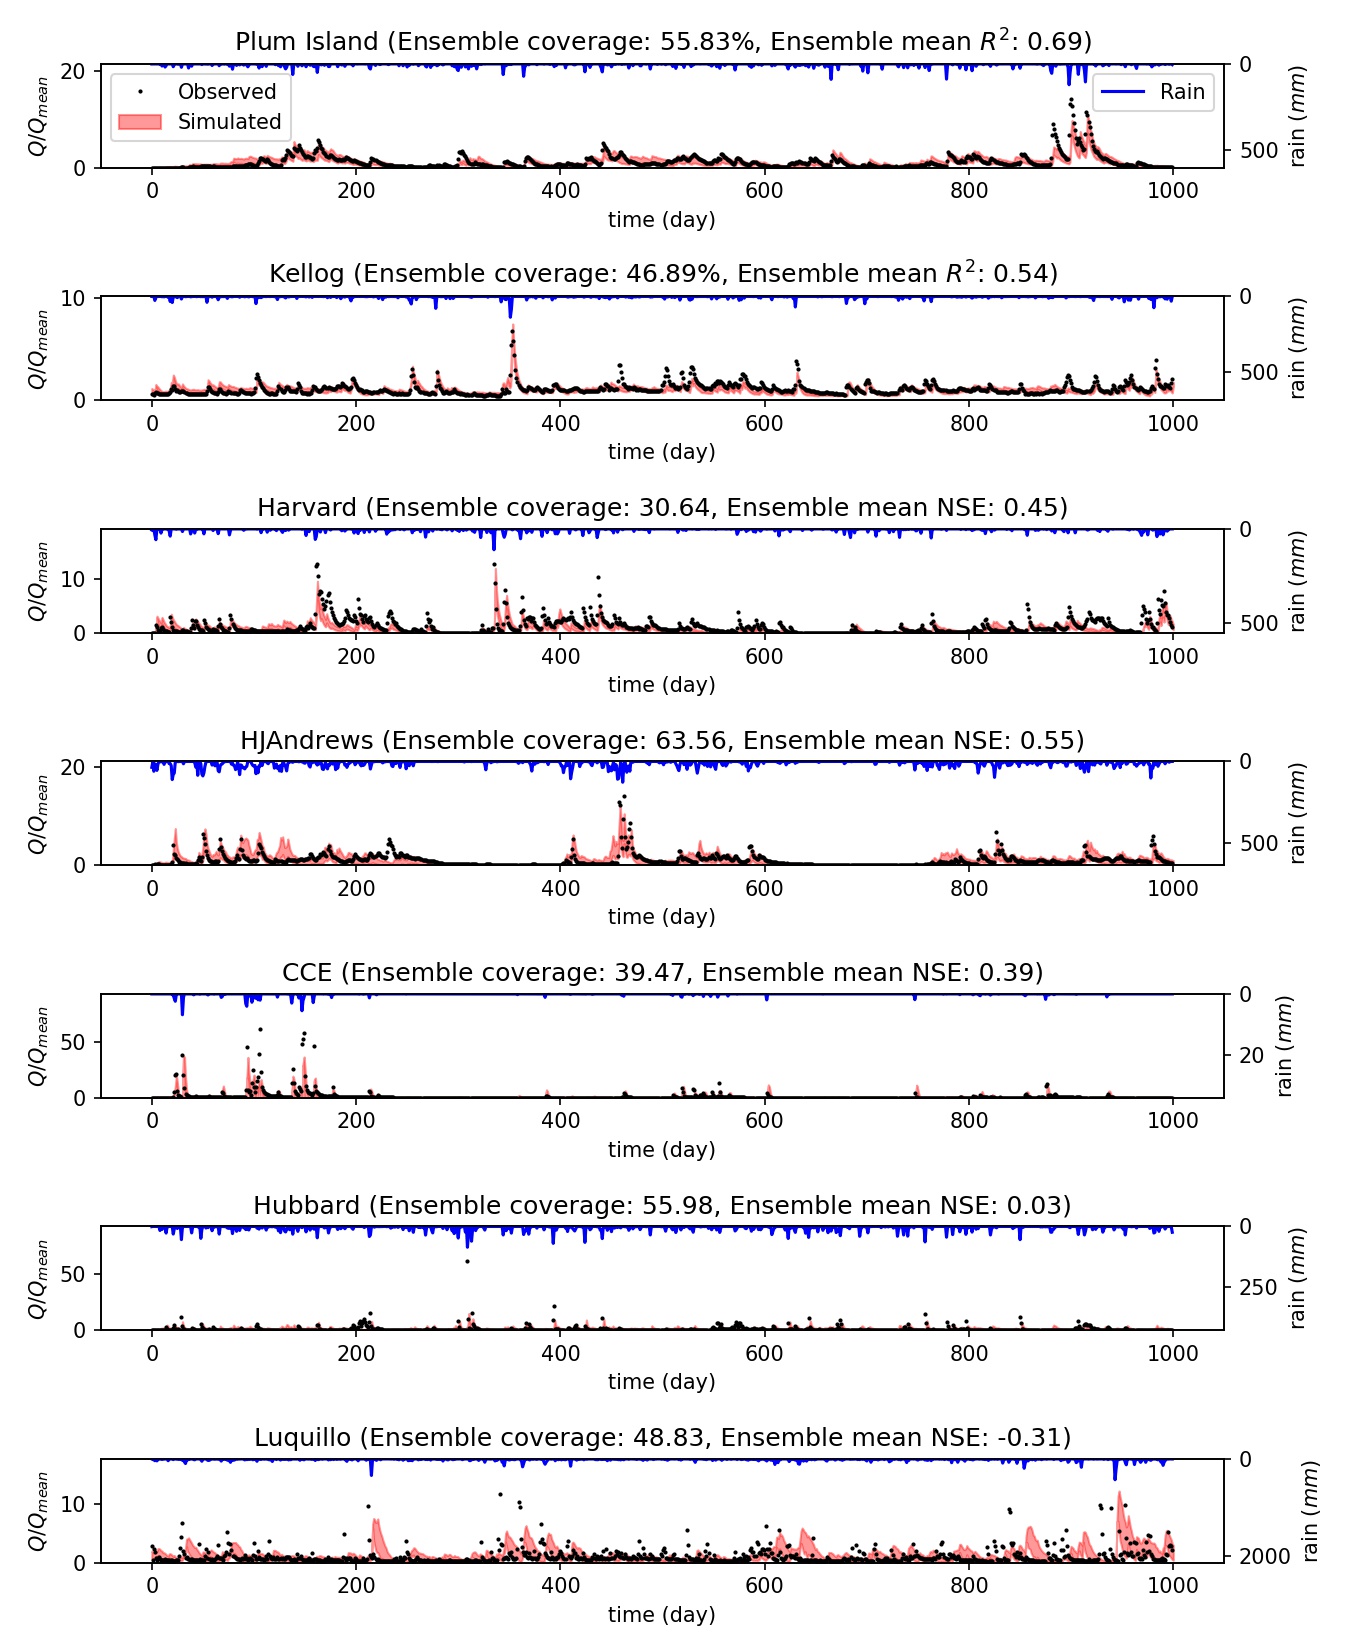 Plum Island (Ensemble coverage: 55.83%, Ensemble mean R²: 0.69)
Q/Q_mean
20
0
Observed
Simulated
Rain
0
500
rain (mm)
0 200 400 600 800 1000
time (day)
Kellog (Ensemble coverage: 46.89%, Ensemble mean R²: 0.54)
Q/Q_mean
10
0
0
500
rain (mm)
0 200 400 600 800 1000
time (day)
Harvard (Ensemble coverage: 30.64, Ensemble mean NSE: 0.45)
Q/Q_mean
10
0
0
500
rain (mm)
0 200 400 600 800 1000
time (day)
HJAndrews (Ensemble coverage: 63.56, Ensemble mean NSE: 0.55)
Q/Q_mean
20
0
0
500
rain (mm)
0 200 400 600 800 1000
time (day)
CCE (Ensemble coverage: 39.47, Ensemble mean NSE: 0.39)
Q/Q_mean
50
0
0
20
rain (mm)
0 200 400 600 800 1000
time (day)
Hubbard (Ensemble coverage: 55.98, Ensemble mean NSE: 0.03)
Q/Q_mean
50
0
0
250
rain (mm)
0 200 400 600 800 1000
time (day)
Luquillo (Ensemble coverage: 48.83, Ensemble mean NSE: -0.31)
Q/Q_mean
10
0
0
2000
rain (mm)
0 200 400 600 800 1000
time (day)